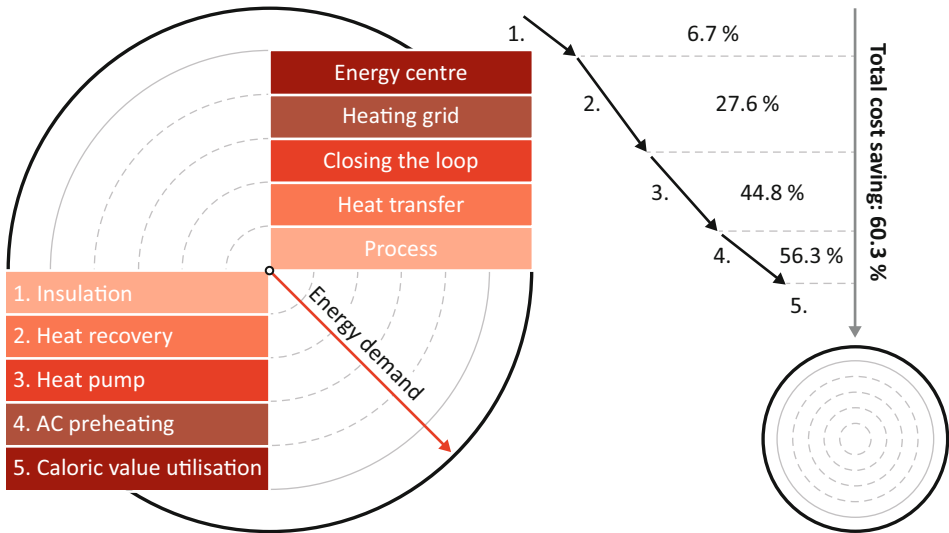 Energy centre
Heating grid
Closing the loop
Heat transfer
Process
1. Insulation
2. Heat recovery
3. Heat pump
4. AC preheating
5. Caloric value utilisation
Energy demand
1.
6.7 %
2.
27.6 %
3.
44.8 %
4.
56.3 %
5.
Total cost saving: 60.3 %